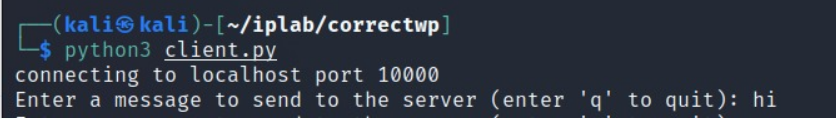 ┌──(kali㉿kali)-[~/iplab/correctwp]
└─$ python3 client.py
connecting to localhost port 10000
Enter a message to send to the server (enter 'q' to quit): hi